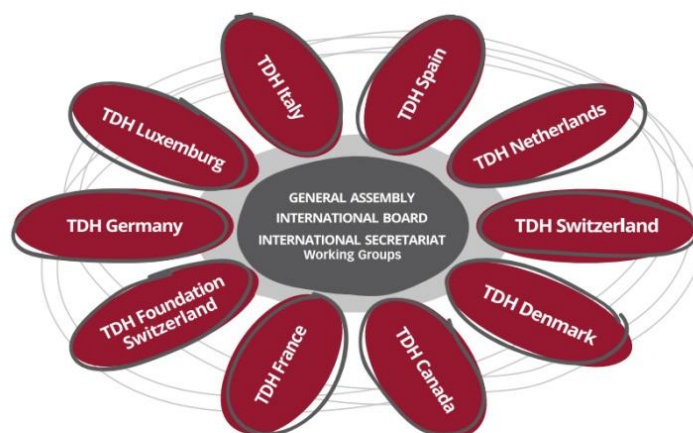 TDH Italy
TDH Spain
TDH Luxemburg
TDH Netherlands
GENERAL ASSEMBLY
INTERNATIONAL BOARD
INTERNATIONAL SECRETARIAT
Working Groups
TDH Germany
TDH Switzerland
TDH Foundation
Switzerland
TDH Denmark
TDH France
TDH Canada